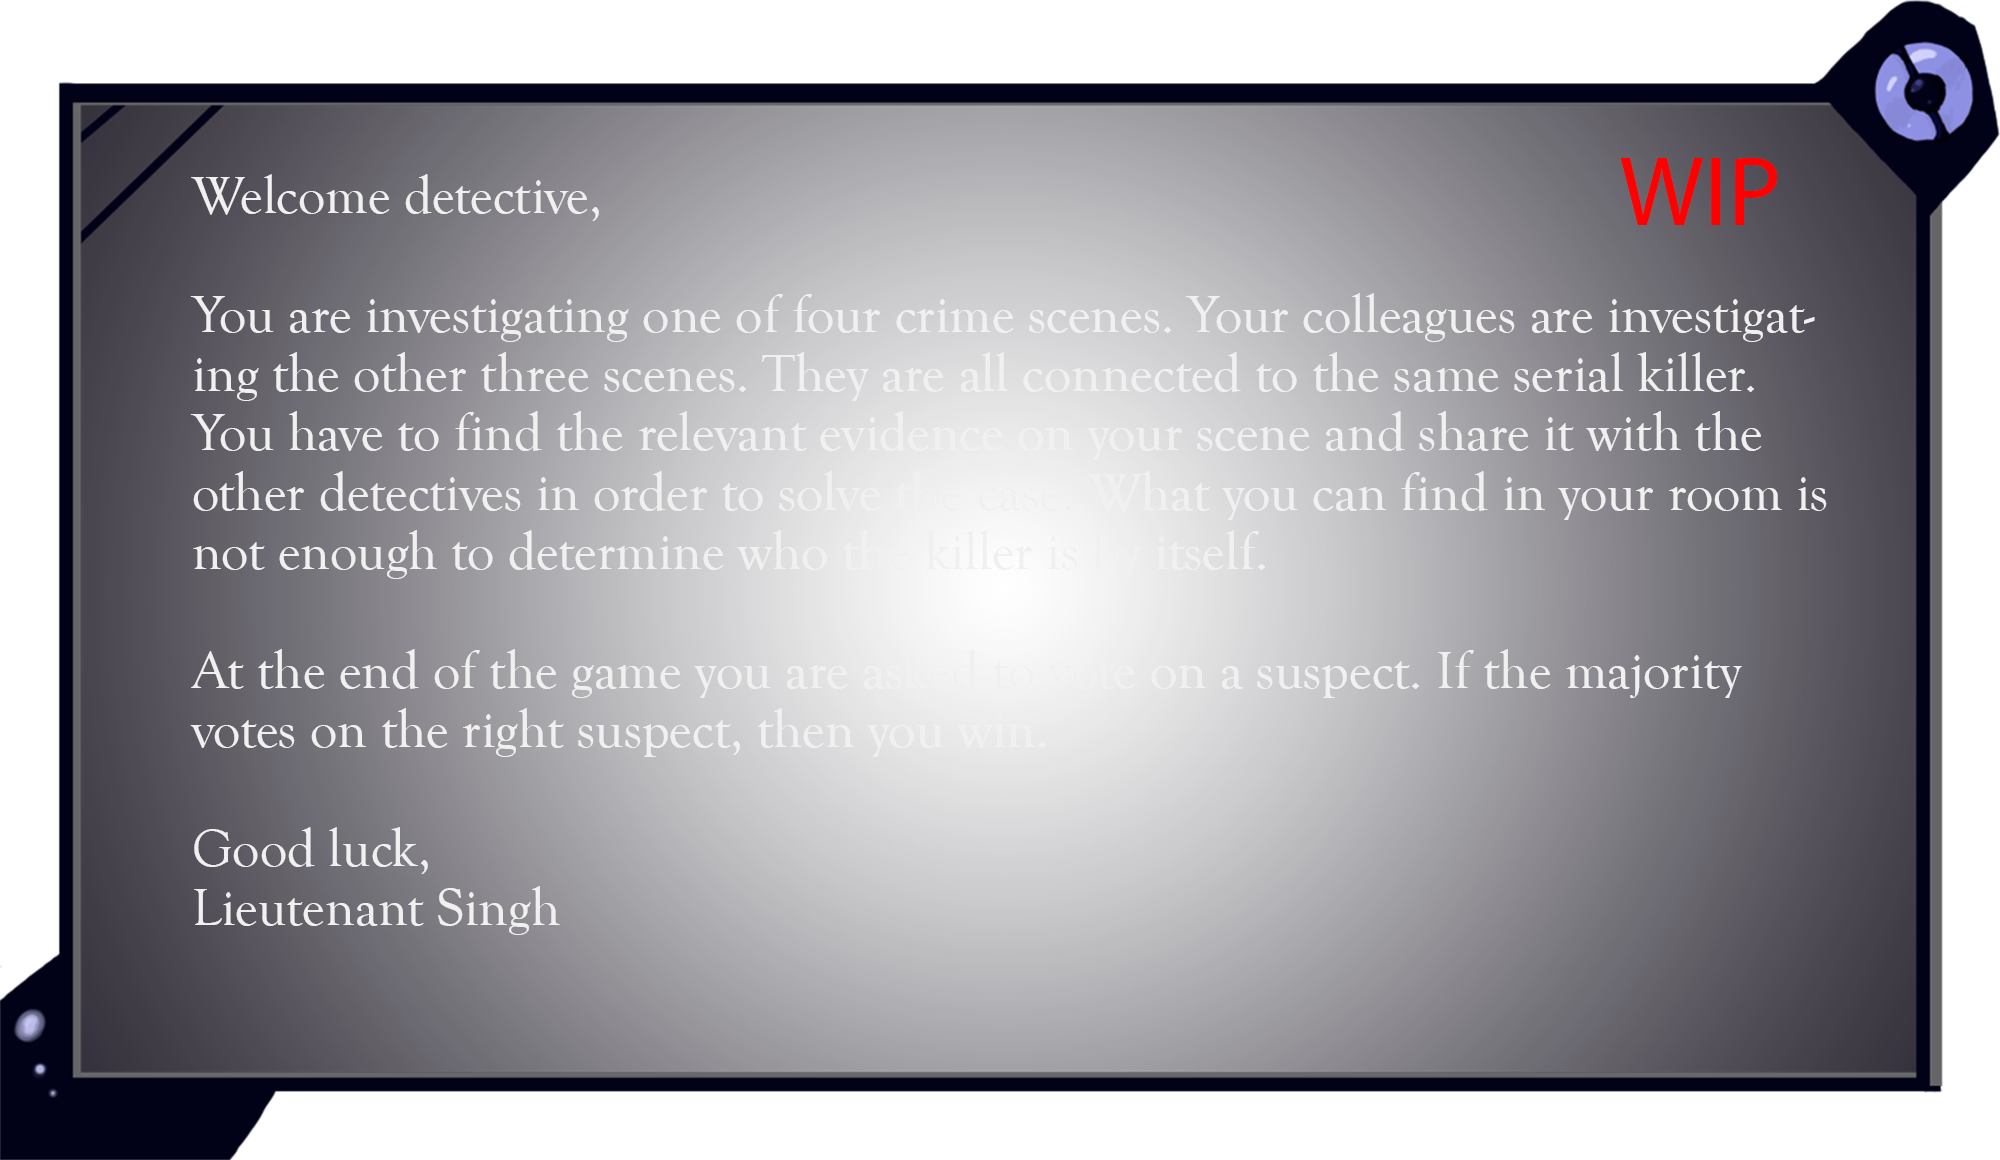 WIP
Welcome detective,
You are investigating one of four crime scenes. Your colleagues are investigat-
ing the other three scenes. They are all connected to the same serial killer.
You have to find the relevant evidence on your scene and share it with the
other detectives in order to solve the case. What you can find in your room is
not enough to determine who the killer is by itself.
At the end of the game you are asked to vote on a suspect. If the majority
votes on the right suspect, then you win.
Good luck,
Lieutenant Singh